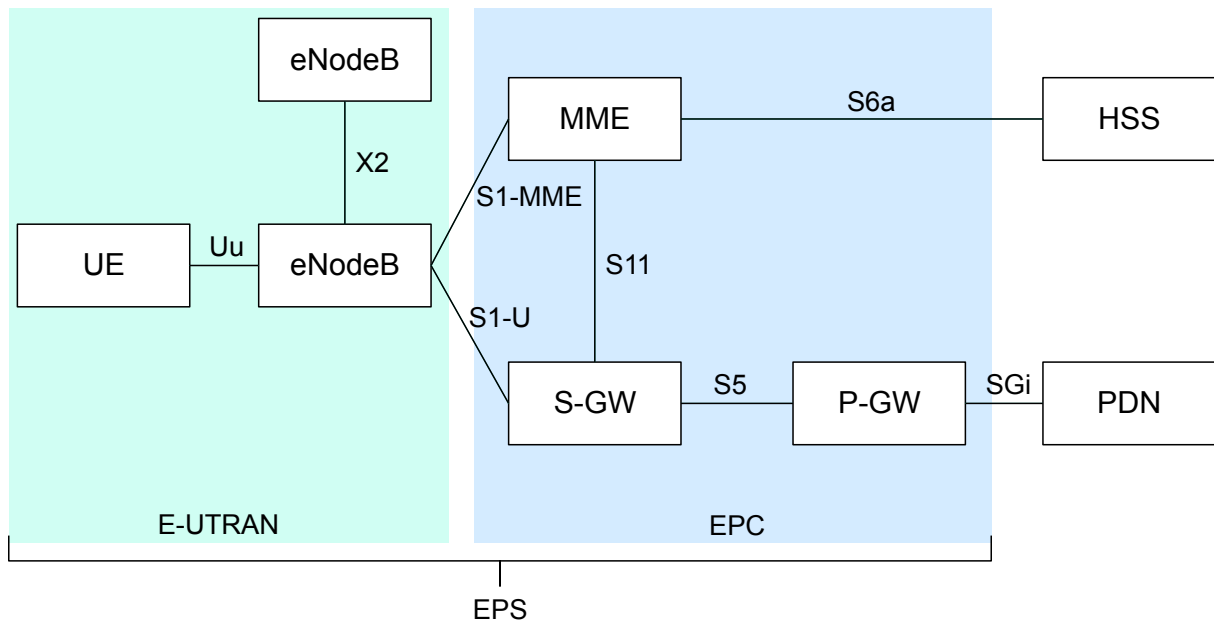 eNodeB
MME
S6a
HSS
X2
S1-MME
UE
Uu
eNodeB
S11
S1-U
S-GW
S5
P-GW
SGi
PDN
E-UTRAN
EPC
EPS